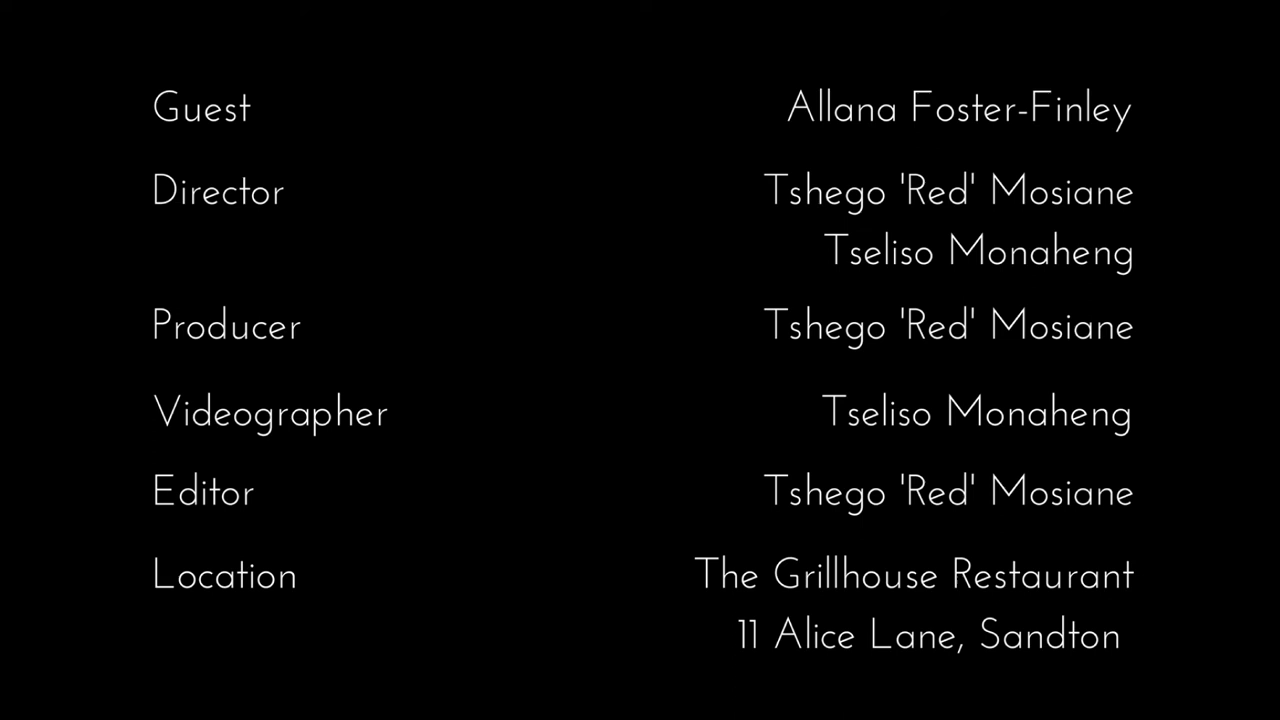 Guest Allana Foster-Finley
Director Tshego 'Red' Mosiane
Tseliso Monaheng
Producer Tshego 'Red' Mosiane
Videographer Tseliso Monaheng
Editor Tshego 'Red' Mosiane
Location The Grillhouse Restaurant
11 Alice Lane, Sandton